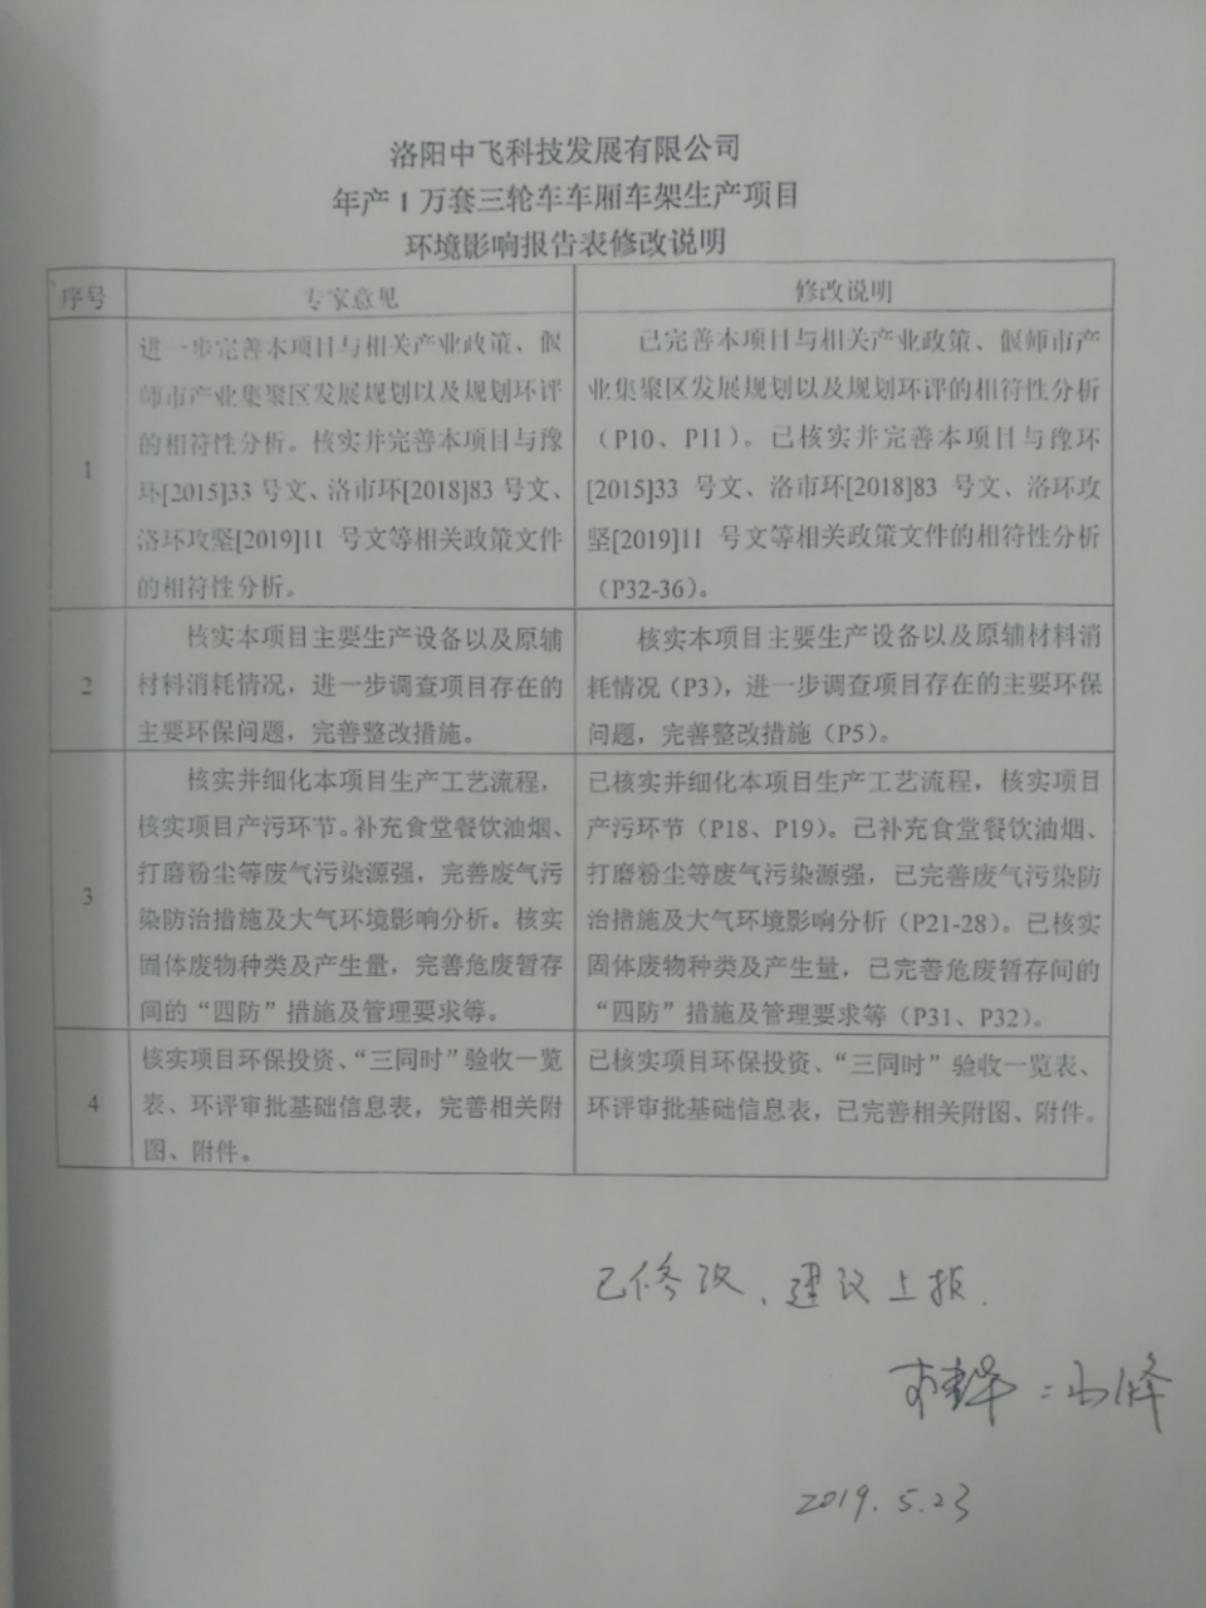 洛阳中飞科技发展有限公司
年产1万套三轮车车厢车架生产项目
环境影响报告表修改说明
序号 专家意见 修改说明
1
进一步完善本项目与相关产业政策、偃
师市产业集聚区发展规划以及规划环评
的相符性分析。核实并完善本项目与豫
环[2015]33 号文、洛市环[2018]83 号文、
洛环攻坚[2019]11 号文等相关政策文件
的相符性分析。
已完善本项目与相关产业政策、偃师市产
业集聚区发展规划以及规划环评的相符性分析
（P10、P11）。已核实并完善本项目与豫环
[2015]33 号文、洛市环[2018]83 号文、洛环攻
坚[2019]11 号文等相关政策文件的相符性分析
（P32-36）。
2
核实本项目主要生产设备以及原辅
材料消耗情况，进一步调查项目存在的
主要环保问题，完善整改措施。
核实本项目主要生产设备以及原辅材料消
耗情况（P3），进一步调查项目存在的主要环保
问题，完善整改措施（P5）。
3
核实并细化本项目生产工艺流程，
核实项目产污环节。补充食堂餐饮油烟、
打磨粉尘等废气污染源强，完善废气污
染防治措施及大气环境影响分析。核实
固体废物种类及产生量，完善危废暂存
间的“四防”措施及管理要求等。
已核实并细化本项目生产工艺流程，核实项目
产污环节（P18、P19）。已补充食堂餐饮油烟、
打磨粉尘等废气污染源强，已完善废气污染防
治措施及大气环境影响分析（P21-28）。已核实
固体废物种类及产生量，已完善危废暂存间的
“四防”措施及管理要求等（P31、P32）。
4
核实项目环保投资、“三同时”验收一览
表、环评审批基础信息表，完善相关附
图、附件。
已核实项目环保投资、“三同时”验收一览表、
环评审批基础信息表，已完善相关附图、附件。
已修改、建议上报.
2019.5.23